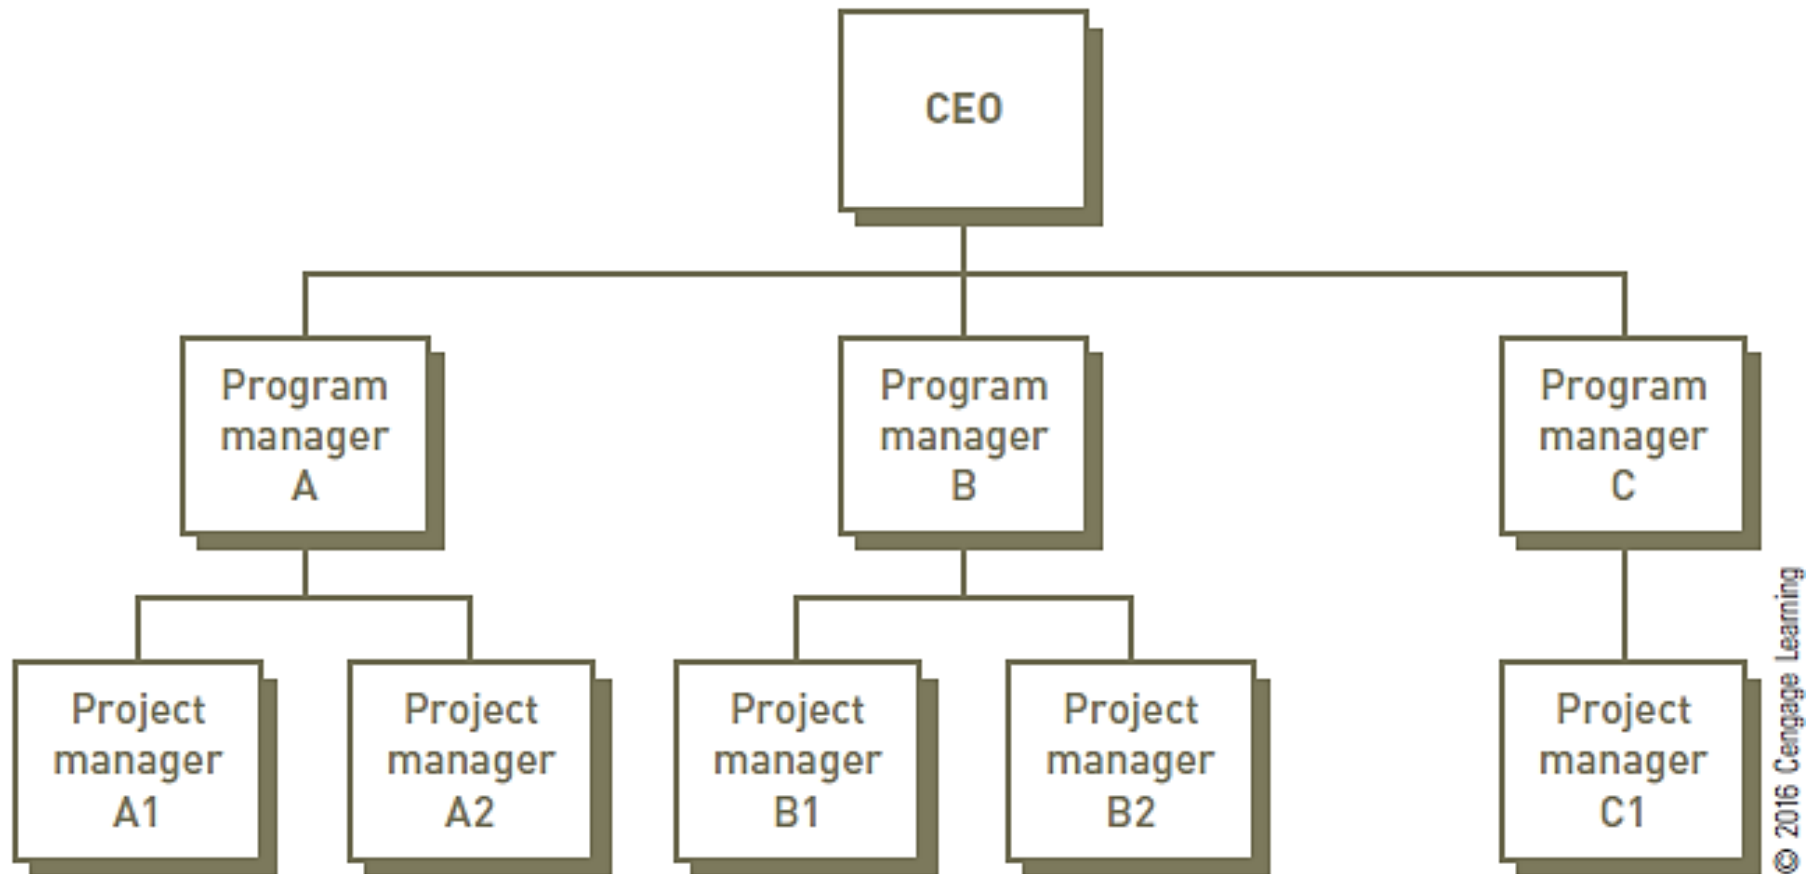 CEO
Program
manager
A
Program
manager
B
Program
manager
C
Project
manager
A1
Project
manager
A2
Project
manager
B1
Project
manager
B2
Project
manager
C1
© 2016 Cengage Learning